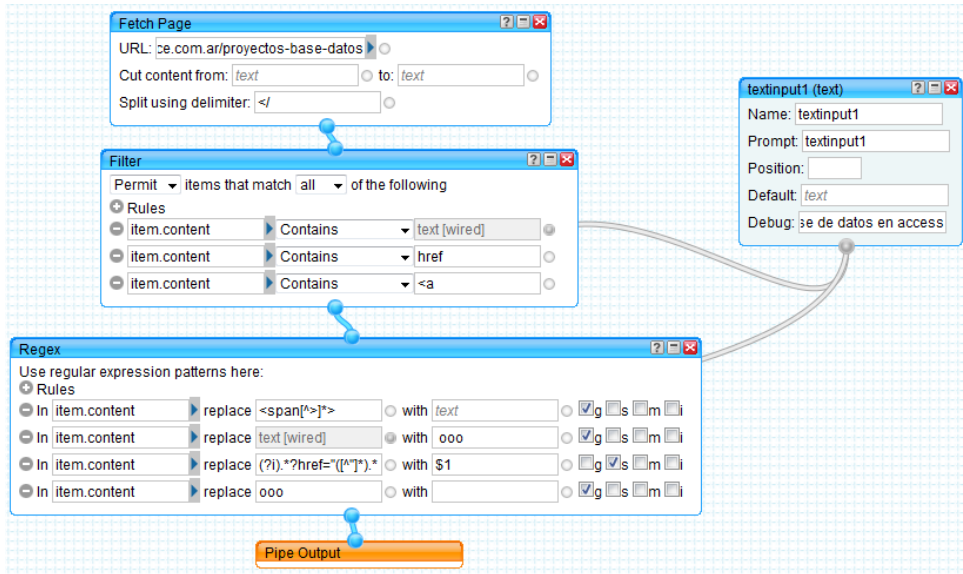 Fetch Page
URL: ce.com.ar/proyectos-base-datos
Cut content from: text to: text
Split using delimiter: </
textinput1 (text)
Name: textinput1
Prompt: textinput1
Position:
Default: text
Debug: se de datos en access
Filter
Permit items that match all of the following
Rules
item.content Contains text [wired]
item.content Contains href
item.content Contains <a
Regex
Use regular expression patterns here:
Rules
In item.content replace <span[^>]*> with text g s m i
In item.content replace text [wired] with ooo g s m i
In item.content replace (?i).*?href="([^"]*).* with $1 g s m i
In item.content replace ooo with g s m i
Pipe Output